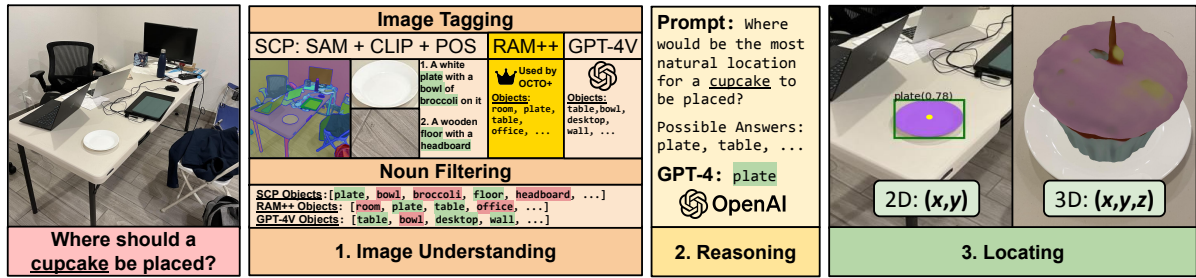 Where should a
cupcake be placed?
Image Tagging
SCP: SAM + CLIP + POS
1. A white
plate with a
bowl of
broccoli on it
2. A wooden
floor with a
headboard
RAM++
Used by
OCTO+
Objects:
room, plate,
table,
office, ...
GPT-4V
Objects:
table,bowl,
desktop,
wall, ...
Noun Filtering
SCP Objects:[plate, bowl, broccoli, floor, headboard, ...]
RAM++ Objects: [room, plate, table, office, ...]
GPT-4V Objects: [table, bowl, desktop, wall, ...]
1. Image Understanding
Prompt: Where
would be the most
natural location
for a cupcake to
be placed?
Possible Answers:
plate, table, ...
GPT-4: plate
OpenAI
2. Reasoning
plate(0.78)
2D: (x,y)
3D: (x,y,z)
3. Locating